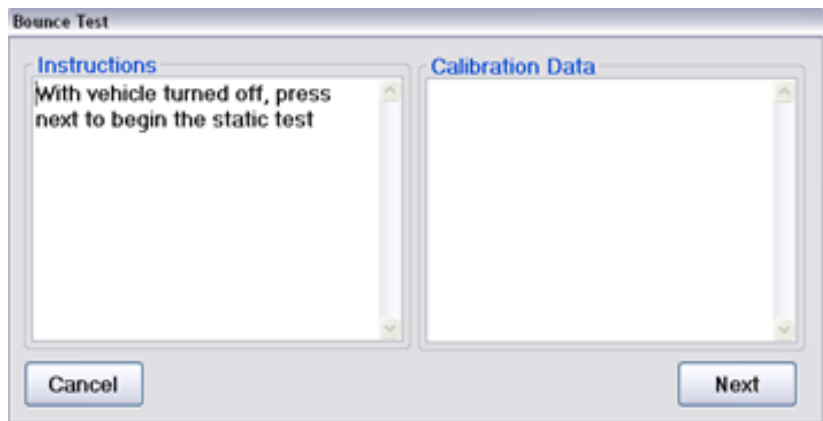 Bounce Test
Instructions
With vehicle turned off, press
next to begin the static test
Calibration Data
Cancel
Next